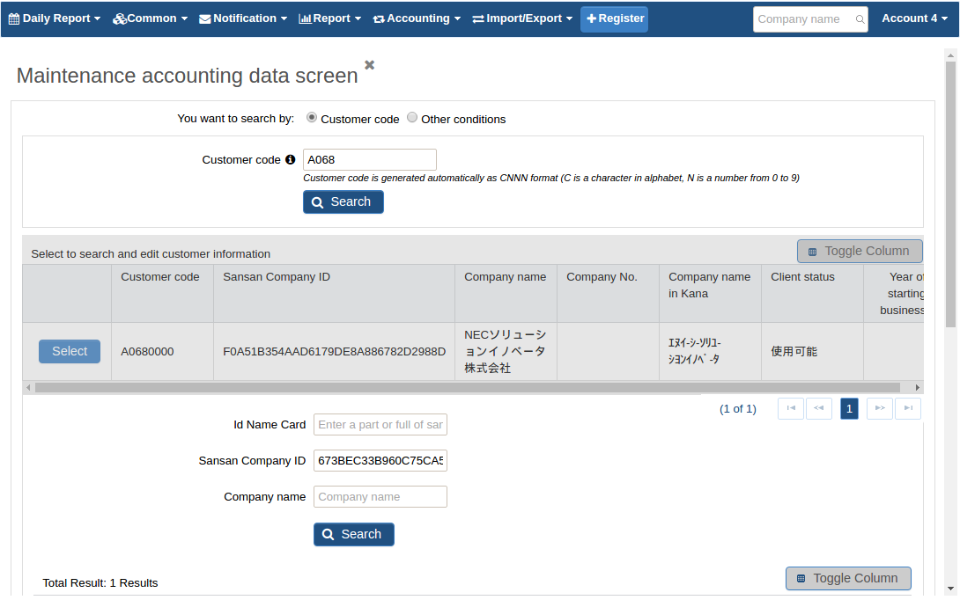 Daily Report Common Notification Report Accounting Import/Export Register Company name Account 4
Maintenance accounting data screen
You want to search by: Customer code Other conditions
Customer code A068
Customer code is generated automatically as CNNN format (C is a character in alphabet, N is a number from 0 to 9)
Search
Select to search and edit customer information Toggle Column
Customer code Sansan Company ID Company name Company No. Company name Client status Year of
in Kana starting
business
Select A0680000 F0A51B354AAD6179DE8A886782D2988D NECソリューシ
ョンイノベータ
株式会社
ｴﾇｲｰｼｰｿﾘﾕｰ
ｼﾖﾝｲﾉﾍﾞｰﾀ
使用可能
(1 of 1) 1
Id Name Card Enter a part or full of sar
Sansan Company ID 673BEC33B960C75CA5
Company name Company name
Search
Total Result: 1 Results Toggle Column